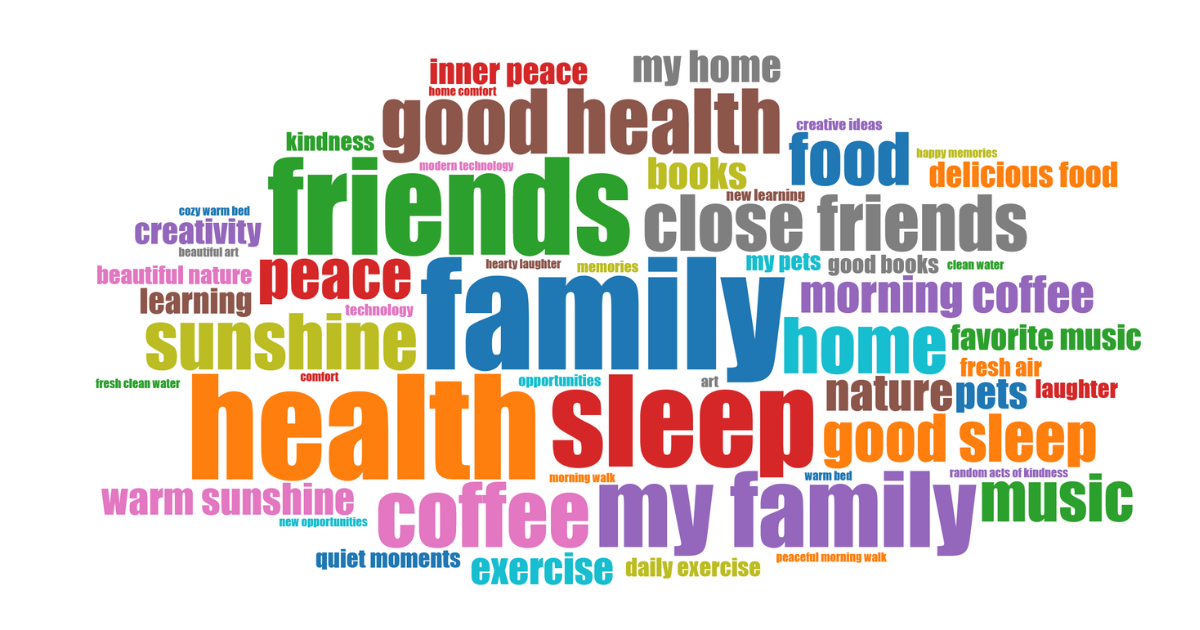 my home
inner peace
home comfort
good health
creative ideas
kindness
food
happy memories
modern technology
books
delicious food
friends
new learning
close friends
cozy warm bed
creativity
beautiful art
my pets
good books
clean water
hearty laughter
memories
peace
beautiful nature
family
morning coffee
learning
technology
sunshine
home
favorite music
fresh air
comfort
fresh clean water
opportunities
art
nature
pets
laughter
health
sleep
good sleep
morning walk
warm bed
random acts of kindness
warm sunshine
coffee
my family
music
new opportunities
quiet moments
exercise
daily exercise
peaceful morning walk